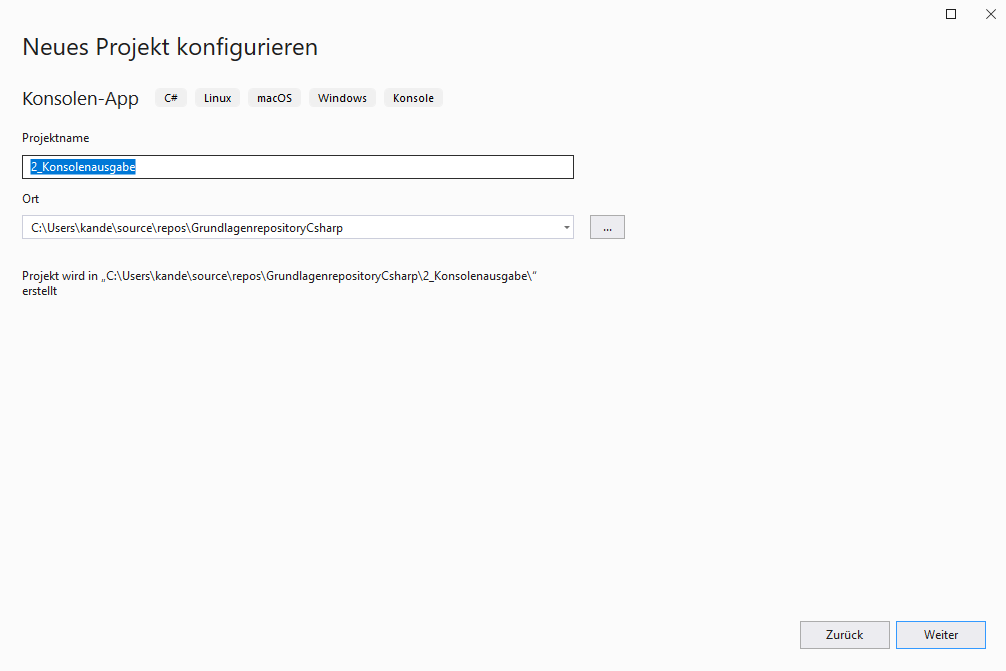 Neues Projekt konfigurieren
Konsolen-App C# Linux macOS Windows Konsole
Projektname
2_Konsolenausgabe
Ort
C:\Users\kande\source\repos\GrundlagenrepositoryCsharp
...
Projekt wird in „C:\Users\kande\source\repos\GrundlagenrepositoryCsharp\2_Konsolenausgabe\“
erstellt
Zurück Weiter